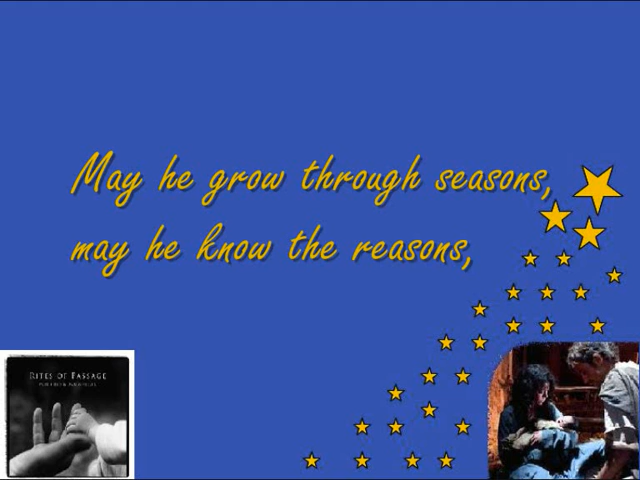 May he grow through seasons,
may he know the reasons,
RITES OF PASSAGE